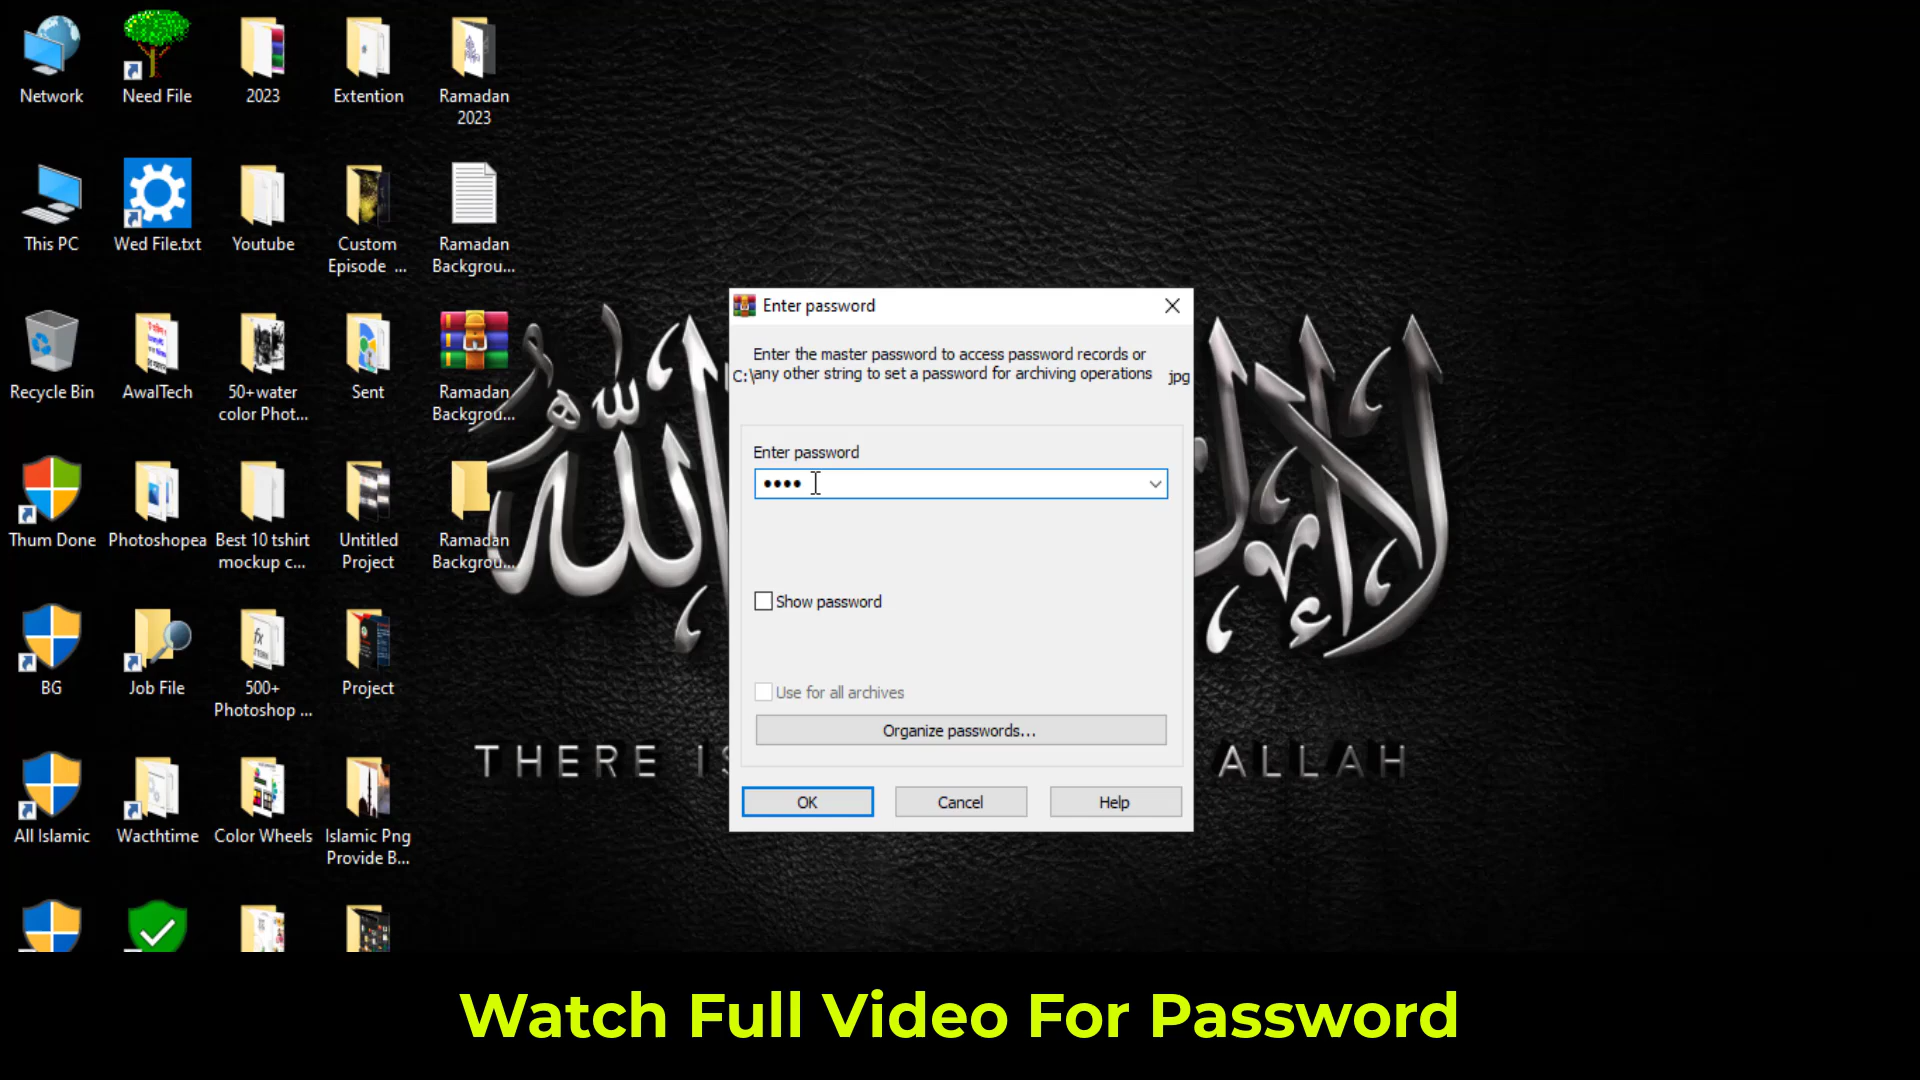 Network
Need File
2023
Extention
Ramadan
2023
This PC
Wed File.txt
Youtube
Custom
Episode ...
Ramadan
Backgrou...
Recycle Bin
AwalTech
50+water
color Phot...
Sent
Ramadan
Backgrou...
Thum Done
Photoshopea
Best 10 tshirt
mockup c...
Untitled
Project
Ramadan
Backgrou...
BG
Job File
500+
Photoshop ...
Project
All Islamic
Wacthtime
Color Wheels
Islamic Png
Provide B...
Enter password
Enter the master password to access password records or
C:\any other string to set a password for archiving operations jpg
Enter password
Show password
Use for all archives
Organize passwords...
OK
Cancel
Help
THERE IS
ALLAH
Watch Full Video For Password